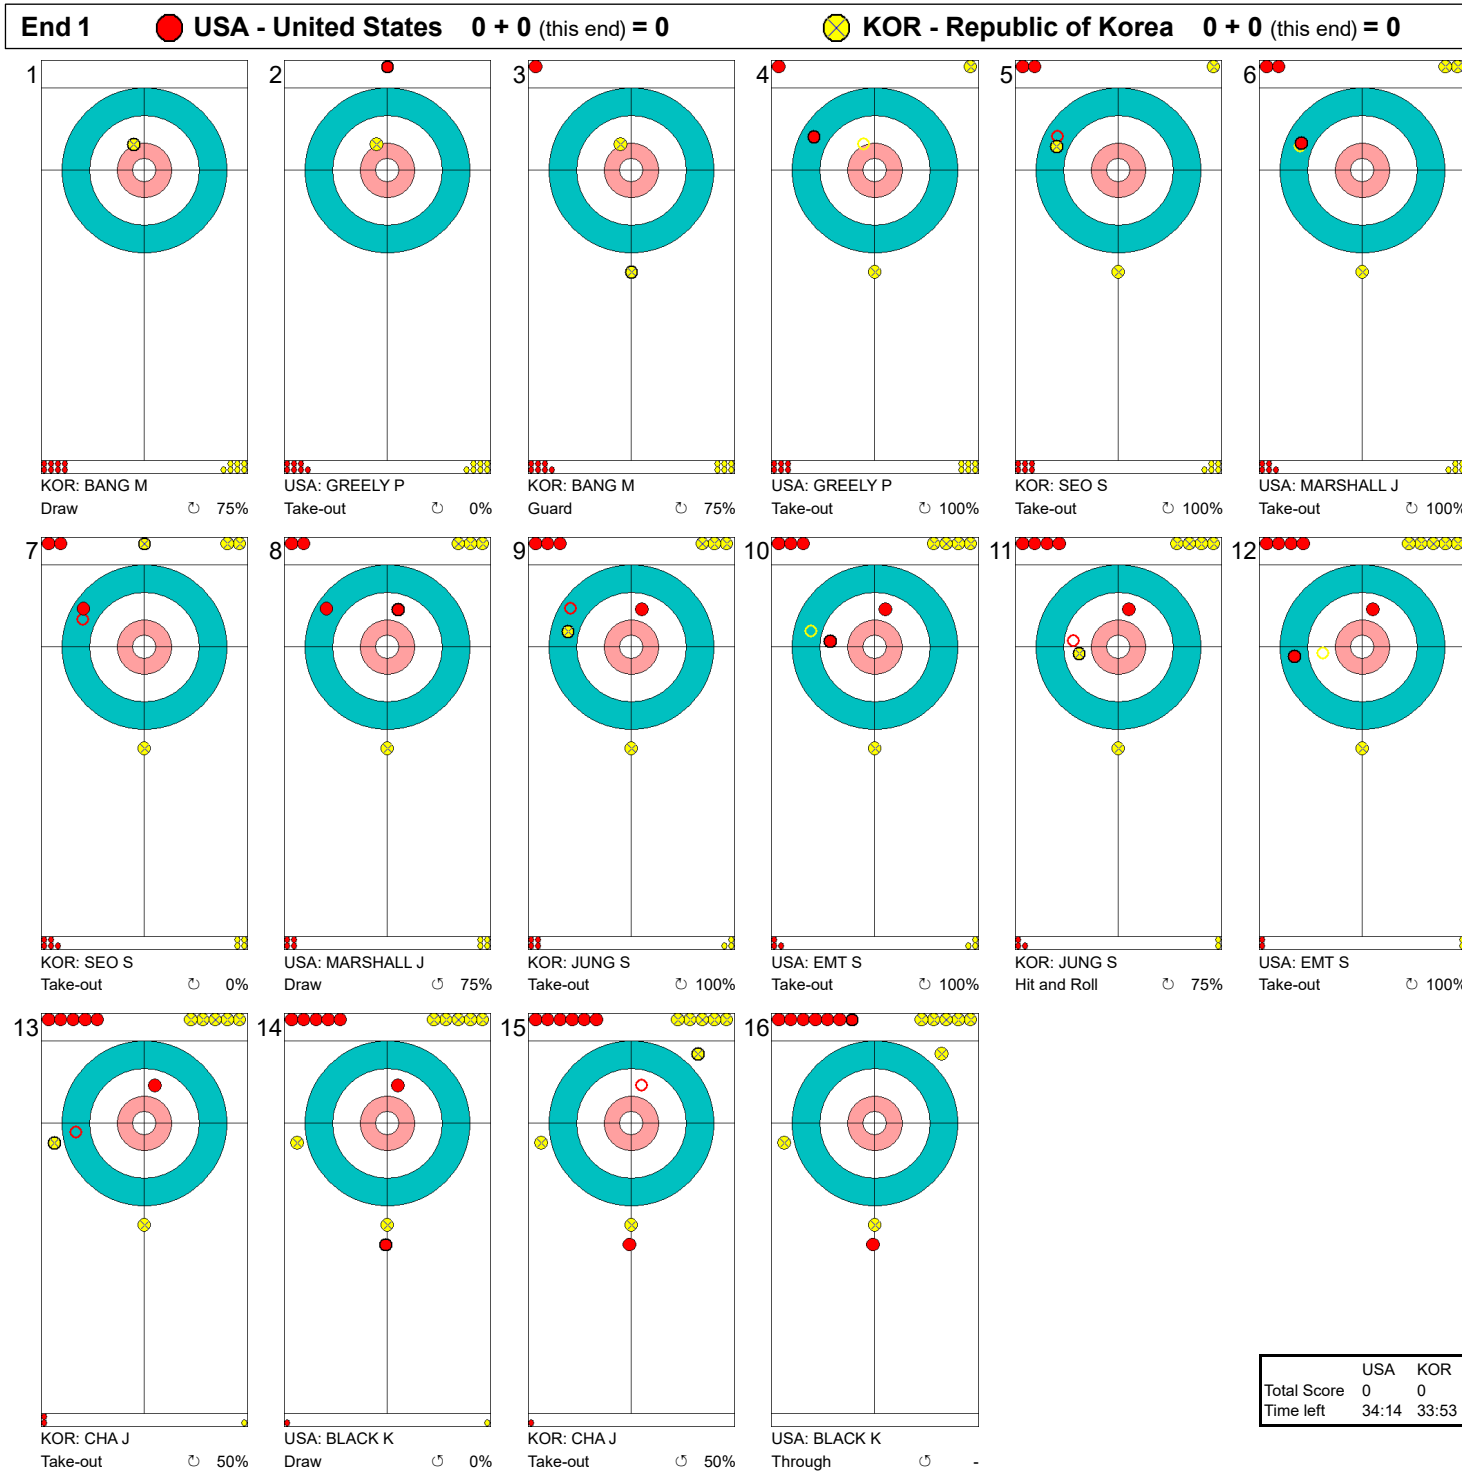 End 1 USA - United States 0 + 0 (this end) = 0 KOR - Republic of Korea 0 + 0 (this end) = 0
1 2 3 4 5 6
KOR: BANG M USA: GREELY P KOR: BANG M USA: GREELY P KOR: SEO S USA: MARSHALL J
Draw ↻ 75% Take-out ↻ 0% Guard ↻ 75% Take-out ↻ 100% Take-out ↻ 100% Take-out ↻ 100%
7 8 9 10 11 12
KOR: SEO S USA: MARSHALL J KOR: JUNG S USA: EMT S KOR: JUNG S USA: EMT S
Take-out ↻ 0% Draw ↺ 75% Take-out ↻ 100% Take-out ↻ 100% Hit and Roll ↻ 75% Take-out ↻ 100%
13 14 15 16
USA KOR
Total Score 0 0
Time left 34:14 33:53
KOR: CHA J USA: BLACK K KOR: CHA J USA: BLACK K
Take-out ↻ 50% Draw ↺ 0% Take-out ↺ 50% Through ↺ -